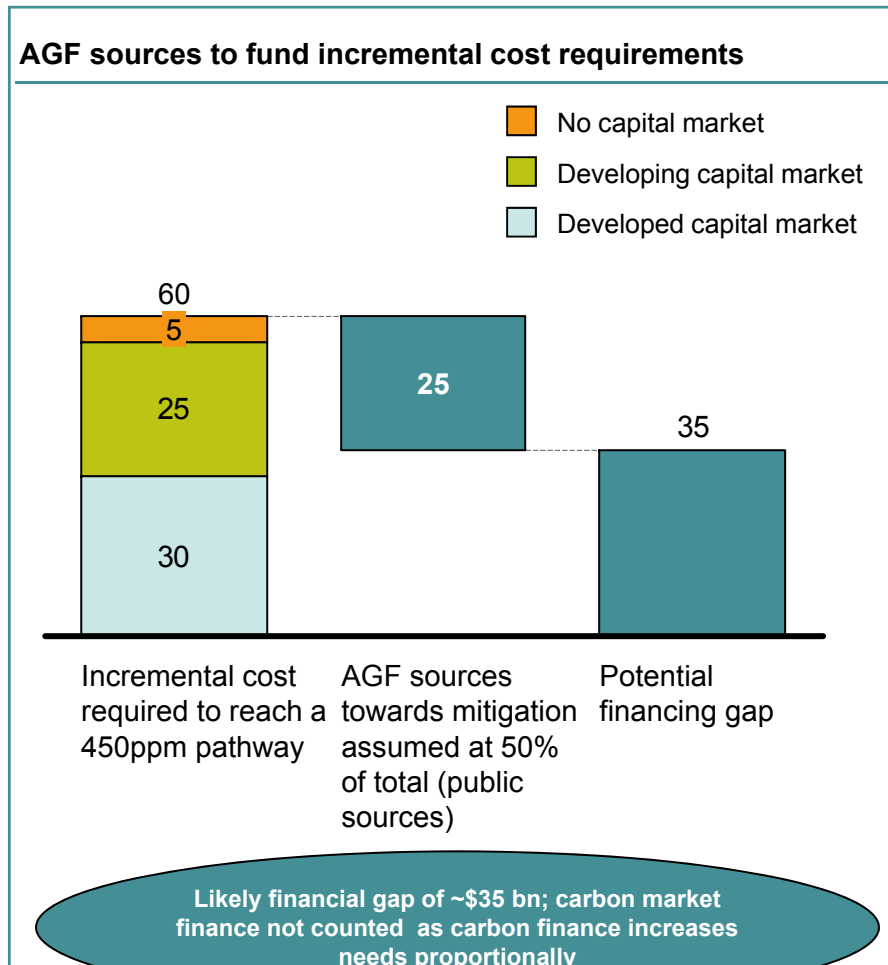 AGF sources to fund incremental cost requirements
No capital market
Developing capital market
Developed capital market
60
5
25
30
25
35
Incremental cost
required to reach a
450ppm pathway
AGF sources
towards mitigation
assumed at 50%
of total (public
sources)
Potential
financing gap
Likely financial gap of ~$35 bn; carbon market
finance not counted as carbon finance increases
needs proportionally